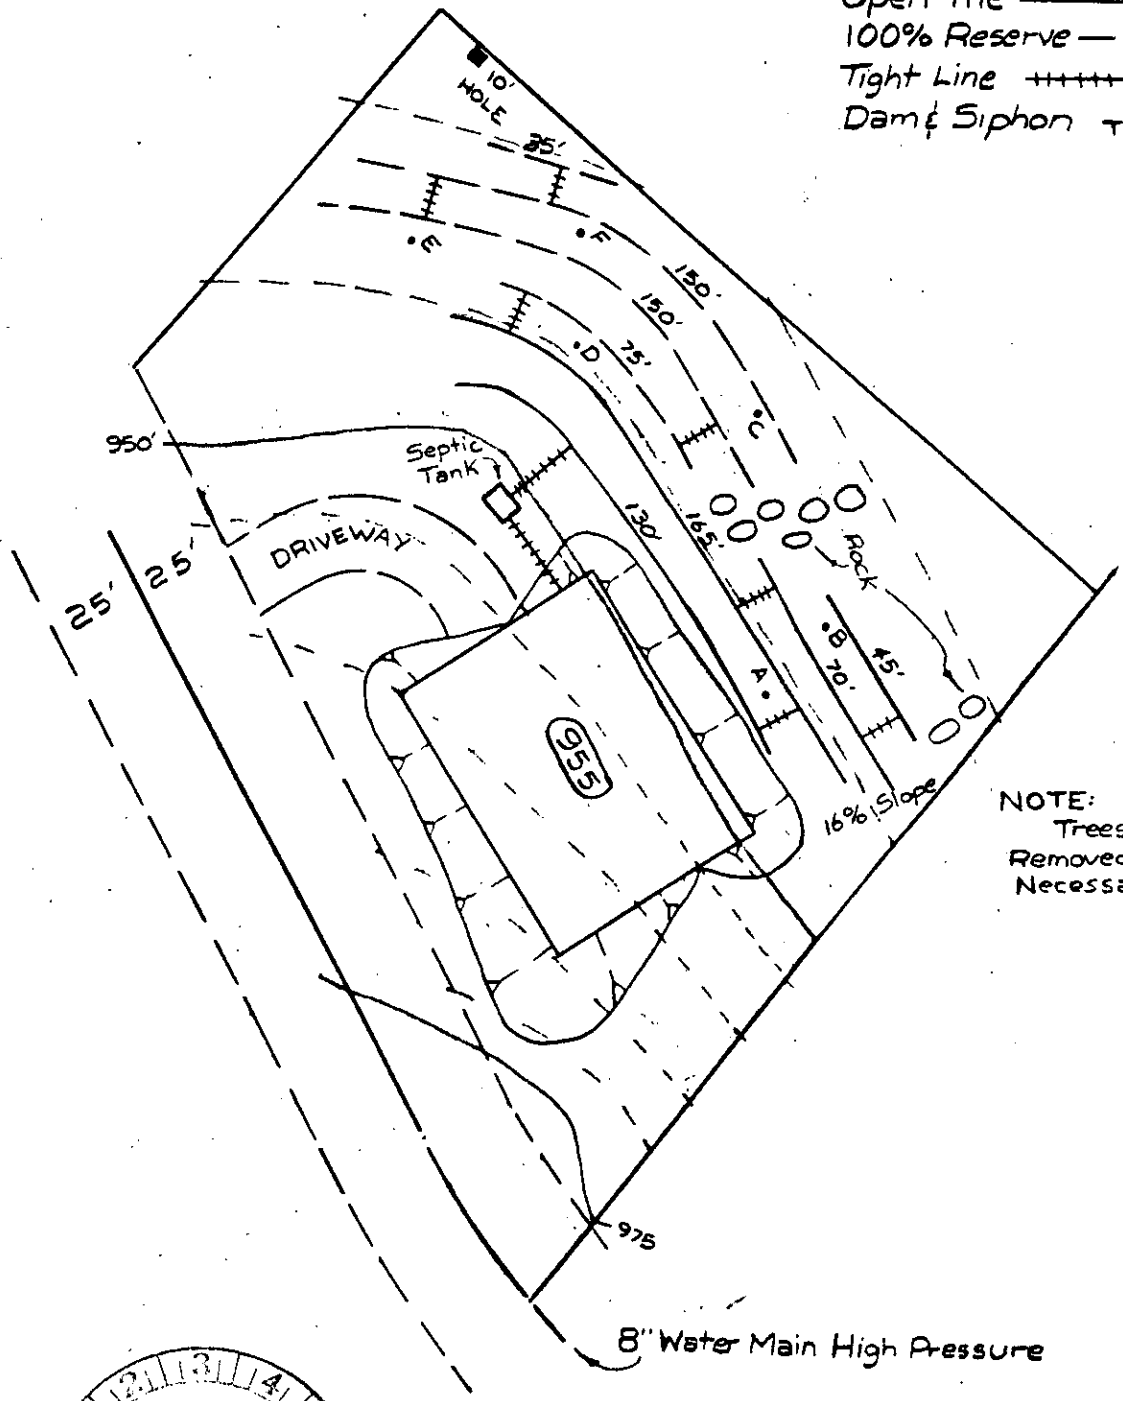 100% Reserve
Tight Line
Dam & Siphon
10'
HOLE
35'
E
F
150'
150'
75'
D
C
950'
Septic
Tank
DRIVEWAY
130'
165'
Rock
25'
25'
B
45'
70'
A
955
16% Slope
NOTE:
Trees
Removed
975
8" Water Main High Pressure
2 3 4